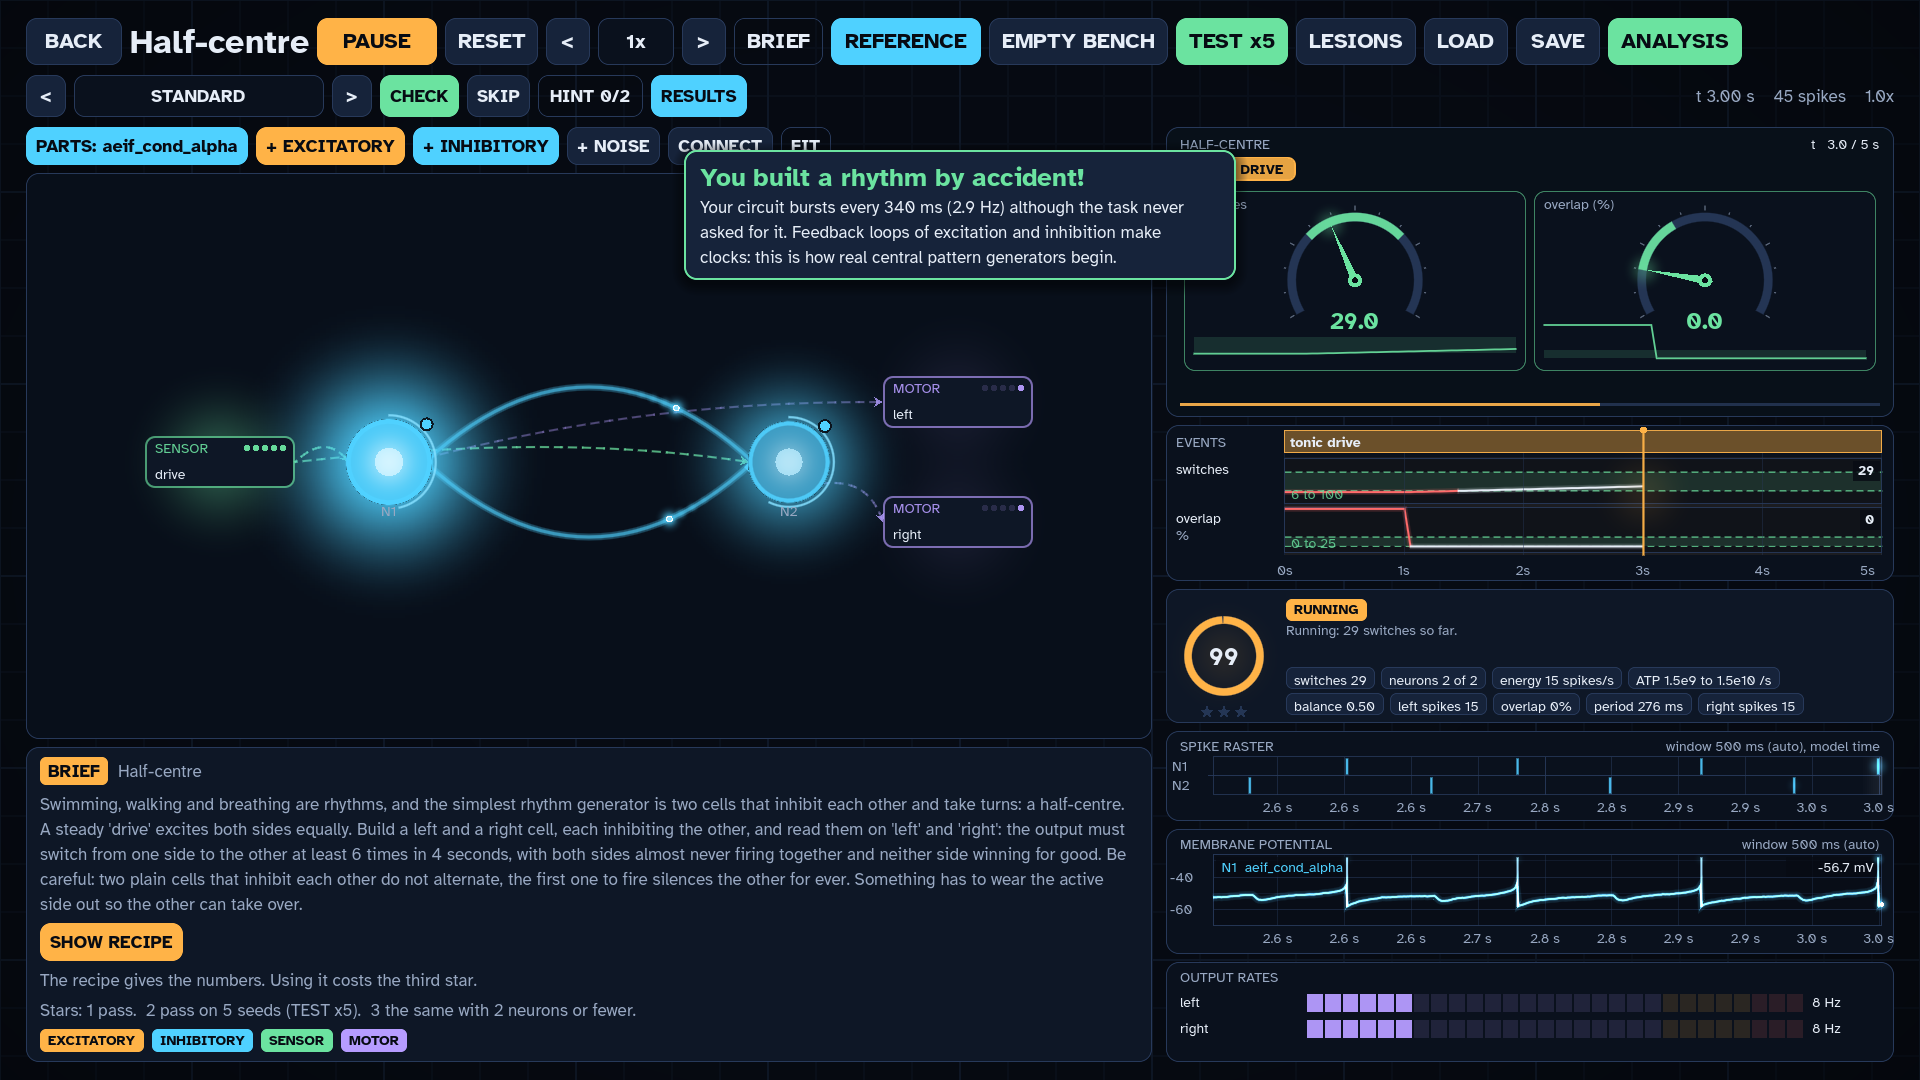 BACK
Half-centre
PAUSE
RESET
<
1x
>
BRIEF
REFERENCE
EMPTY BENCH
TEST x5
LESIONS
LOAD
SAVE
ANALYSIS
<
STANDARD
>
CHECK
SKIP
HINT 0/2
RESULTS
t 3.00 s
45 spikes
1.0x
PARTS: aeif_cond_alpha
+ EXCITATORY
+ INHIBITORY
+ NOISE
CONNECT
FIT
You built a rhythm by accident!
Your circuit bursts every 340 ms (2.9 Hz) although the task never
asked for it. Feedback loops of excitation and inhibition make
clocks: this is how real central pattern generators begin.
SENSOR
drive
N1
N2
MOTOR
left
MOTOR
right
HALF-CENTRE
t 3.0 / 5 s
DRIVE
29.0
overlap (%)
0.0
EVENTS
tonic drive
switches
6 to 100
29
overlap
%
0 to 25
0
0s
1s
2s
3s
4s
5s
99
RUNNING
Running: 29 switches so far.
switches 29
neurons 2 of 2
energy 15 spikes/s
ATP 1.5e9 to 1.5e10 /s
balance 0.50
left spikes 15
overlap 0%
period 276 ms
right spikes 15
SPIKE RASTER
window 500 ms (auto), model time
N1
N2
2.6 s
2.6 s
2.6 s
2.7 s
2.8 s
2.8 s
2.9 s
2.9 s
3.0 s
3.0 s
MEMBRANE POTENTIAL
window 500 ms (auto)
N1 aeif_cond_alpha
-56.7 mV
-40
-60
2.6 s
2.6 s
2.6 s
2.7 s
2.8 s
2.8 s
2.9 s
2.9 s
3.0 s
3.0 s
OUTPUT RATES
left
8 Hz
right
8 Hz
BRIEF
Half-centre
Swimming, walking and breathing are rhythms, and the simplest rhythm generator is two cells that inhibit each other and take turns: a half-centre.
A steady 'drive' excites both sides equally. Build a left and a right cell, each inhibiting the other, and read them on 'left' and 'right': the output must
switch from one side to the other at least 6 times in 4 seconds, with both sides almost never firing together and neither side winning for good. Be
careful: two plain cells that inhibit each other do not alternate, the first one to fire silences the other for ever. Something has to wear the active
side out so the other can take over.
SHOW RECIPE
The recipe gives the numbers. Using it costs the third star.
Stars: 1 pass. 2 pass on 5 seeds (TEST x5). 3 the same with 2 neurons or fewer.
EXCITATORY
INHIBITORY
SENSOR
MOTOR